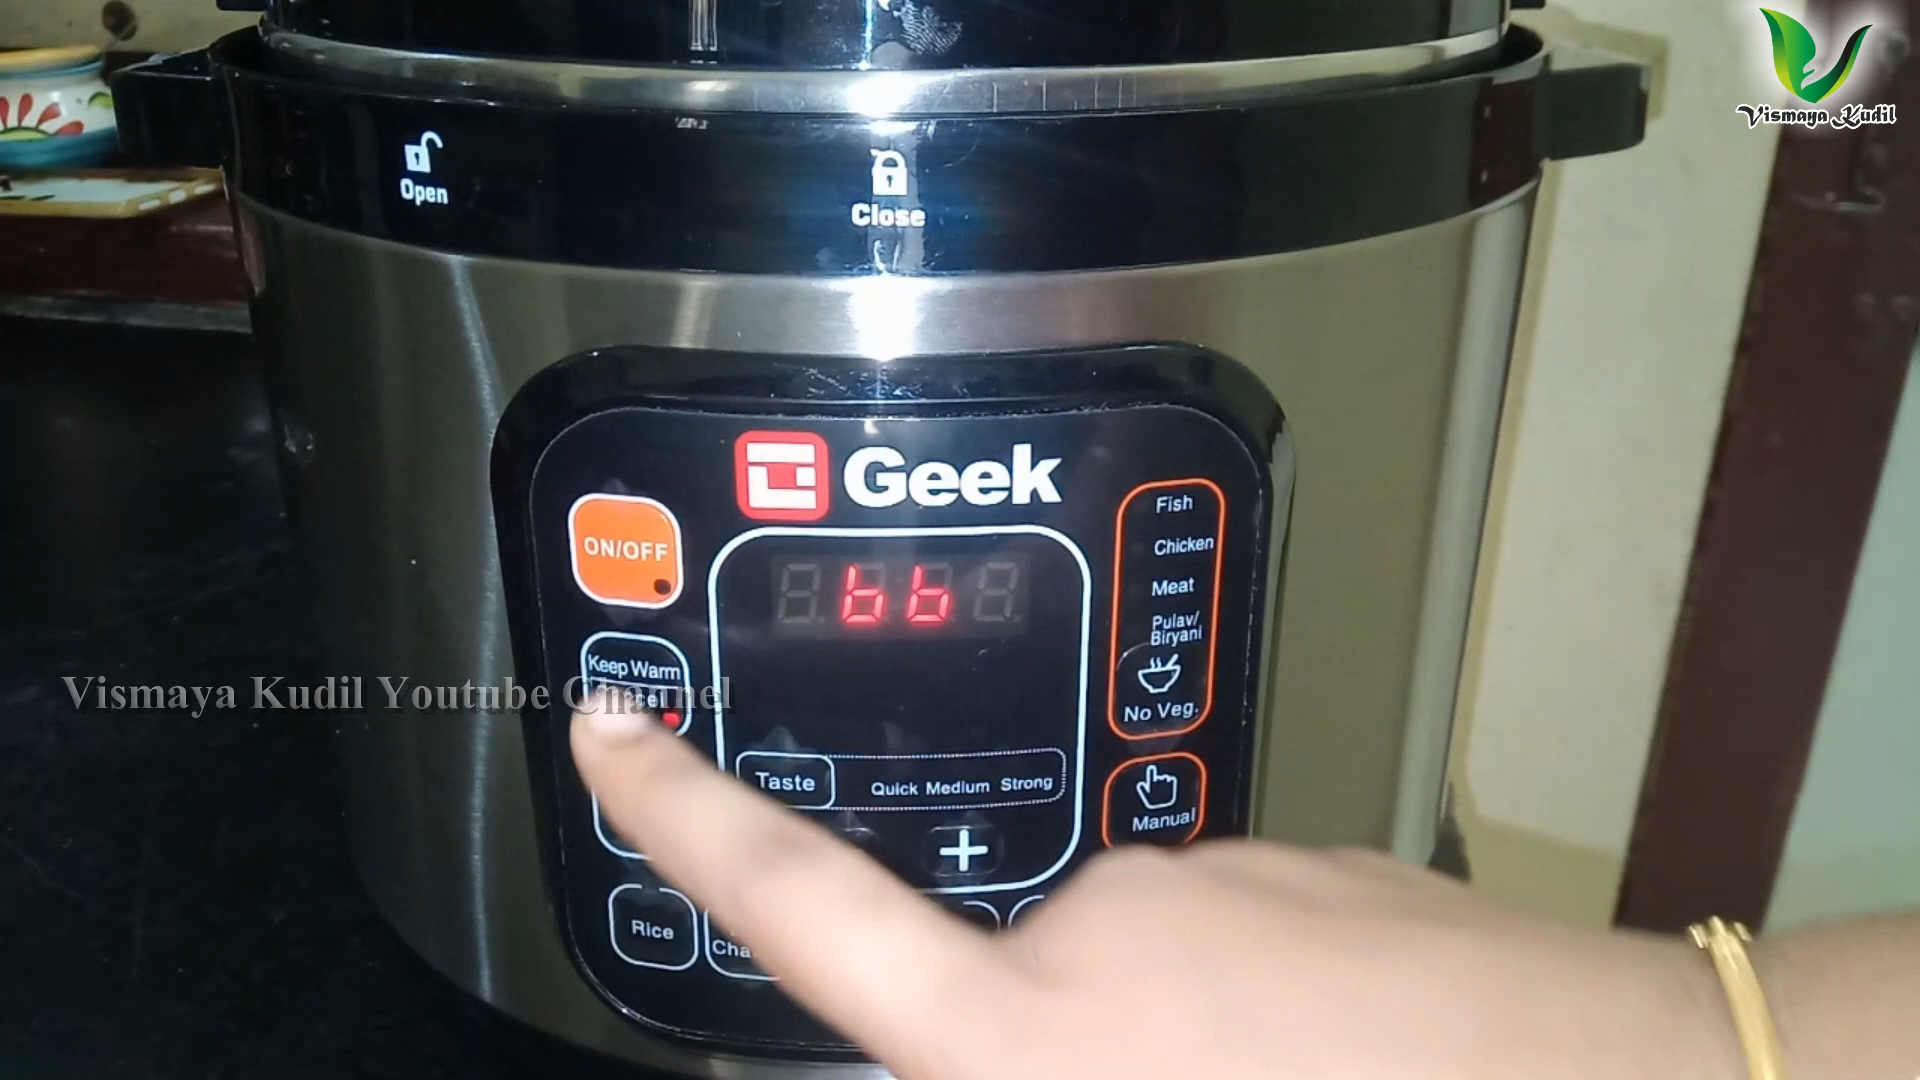 Vismaya Kudil
Open
Close
Geek
ON/OFF
bb
Fish
Chicken
Meat
Pulav/
Biryani
No Veg.
Keep Warm
Vismaya Kudil Youtube Channel
Taste
Quick Medium Strong
+
Manual
Rice